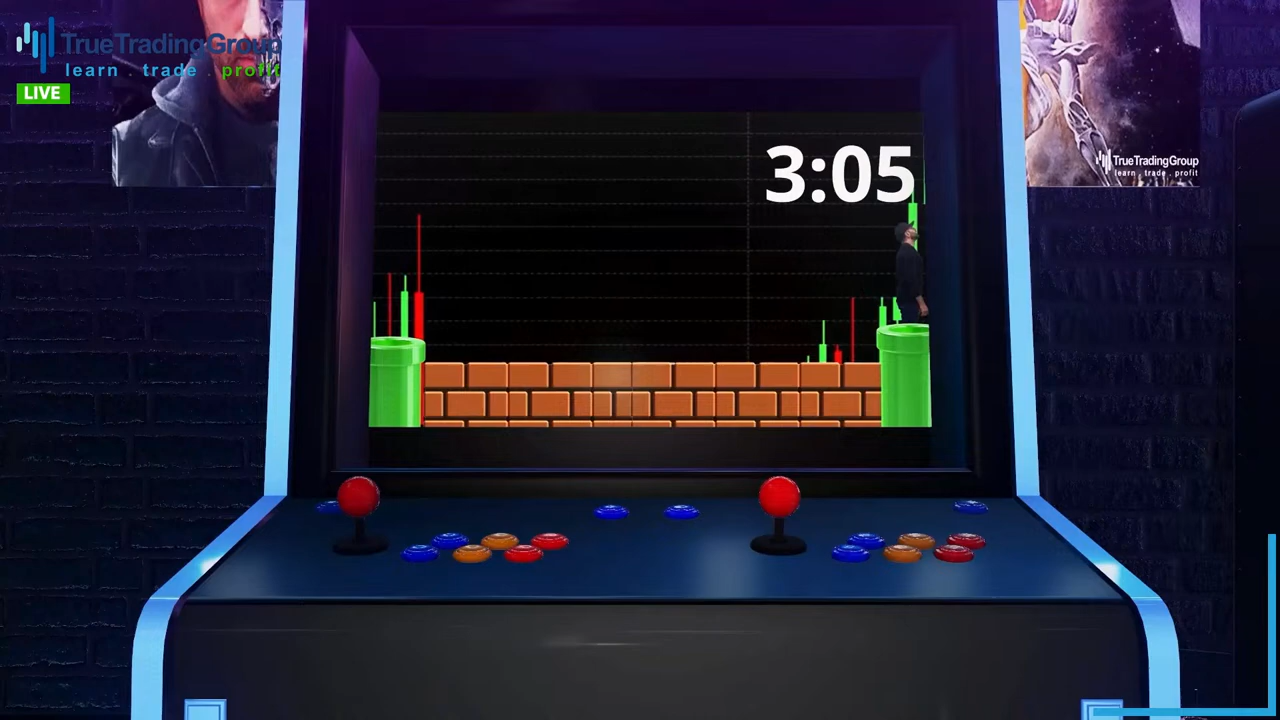 TrueTradingGroup
learn . trade . profit
LIVE
3:05
TrueTradingGroup
learn . trade . profit